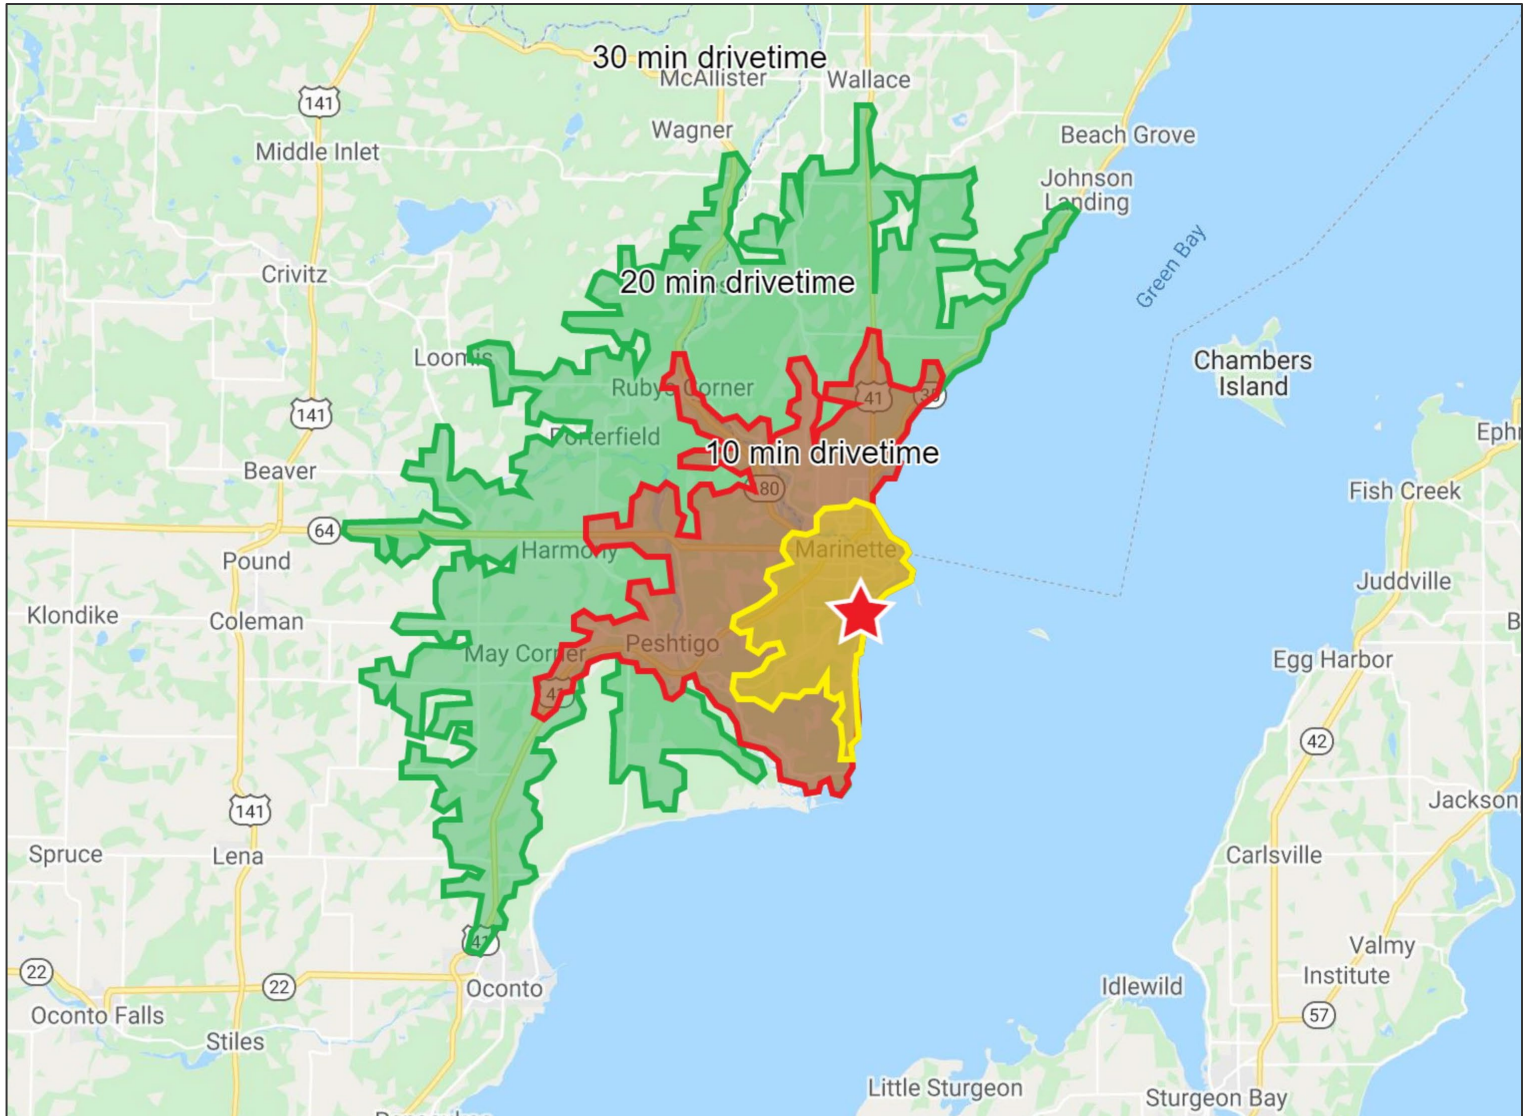 30 min drivetime
McAllister
Wallace
141
Wagner
Beach Grove
Middle Inlet
Johnson
Landing
Green Bay
Crivitz
20 min drivetime
Loomis
Chambers
Island
Rubys Corner
41
35
141
Porterfield
10 min drivetime
Beaver
180
Fish Creek
64
Harmony
Marinette
Pound
Juddville
Klondike
Coleman
May Corner
Peshtigo
Egg Harbor
41
42
141
Jackson
Spruce
Lena
Carlsville
41
Valmy
22
22
Oconto
Idlewild
Institute
Oconto Falls
57
Stiles
Little Sturgeon
Sturgeon Bay